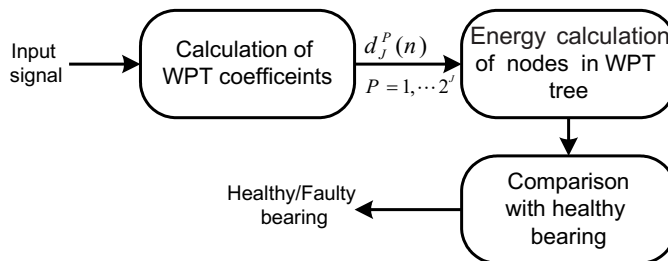 Input
signal
Calculation of
WPT coefficeints
d_J^P(n)
P = 1, ⋯ 2^J
Energy calculation
of nodes in WPT
tree
Comparison
with healthy
bearing
Healthy/Faulty
bearing